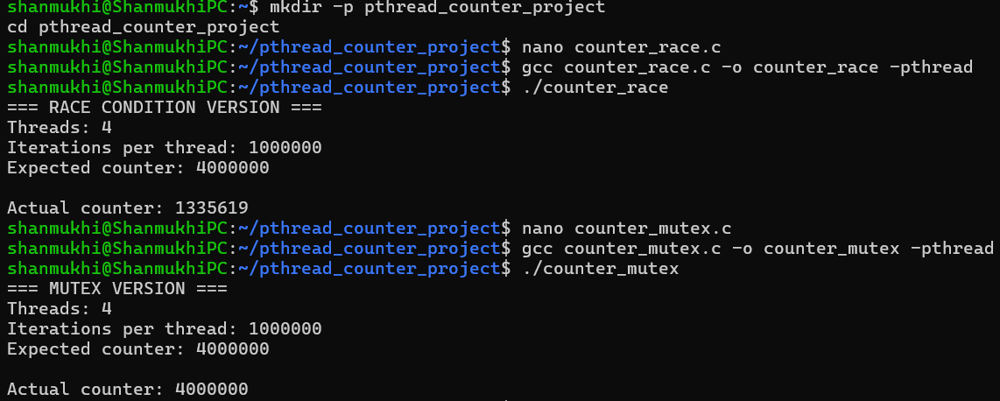 shanmukhi@ShanmukhiPC:~$ mkdir -p pthread_counter_project
cd pthread_counter_project
shanmukhi@ShanmukhiPC:~/pthread_counter_project$ nano counter_race.c
shanmukhi@ShanmukhiPC:~/pthread_counter_project$ gcc counter_race.c -o counter_race -pthread
shanmukhi@ShanmukhiPC:~/pthread_counter_project$ ./counter_race
=== RACE CONDITION VERSION ===
Threads: 4
Iterations per thread: 1000000
Expected counter: 4000000

Actual counter: 1335619
shanmukhi@ShanmukhiPC:~/pthread_counter_project$ nano counter_mutex.c
shanmukhi@ShanmukhiPC:~/pthread_counter_project$ gcc counter_mutex.c -o counter_mutex -pthread
shanmukhi@ShanmukhiPC:~/pthread_counter_project$ ./counter_mutex
=== MUTEX VERSION ===
Threads: 4
Iterations per thread: 1000000
Expected counter: 4000000

Actual counter: 4000000